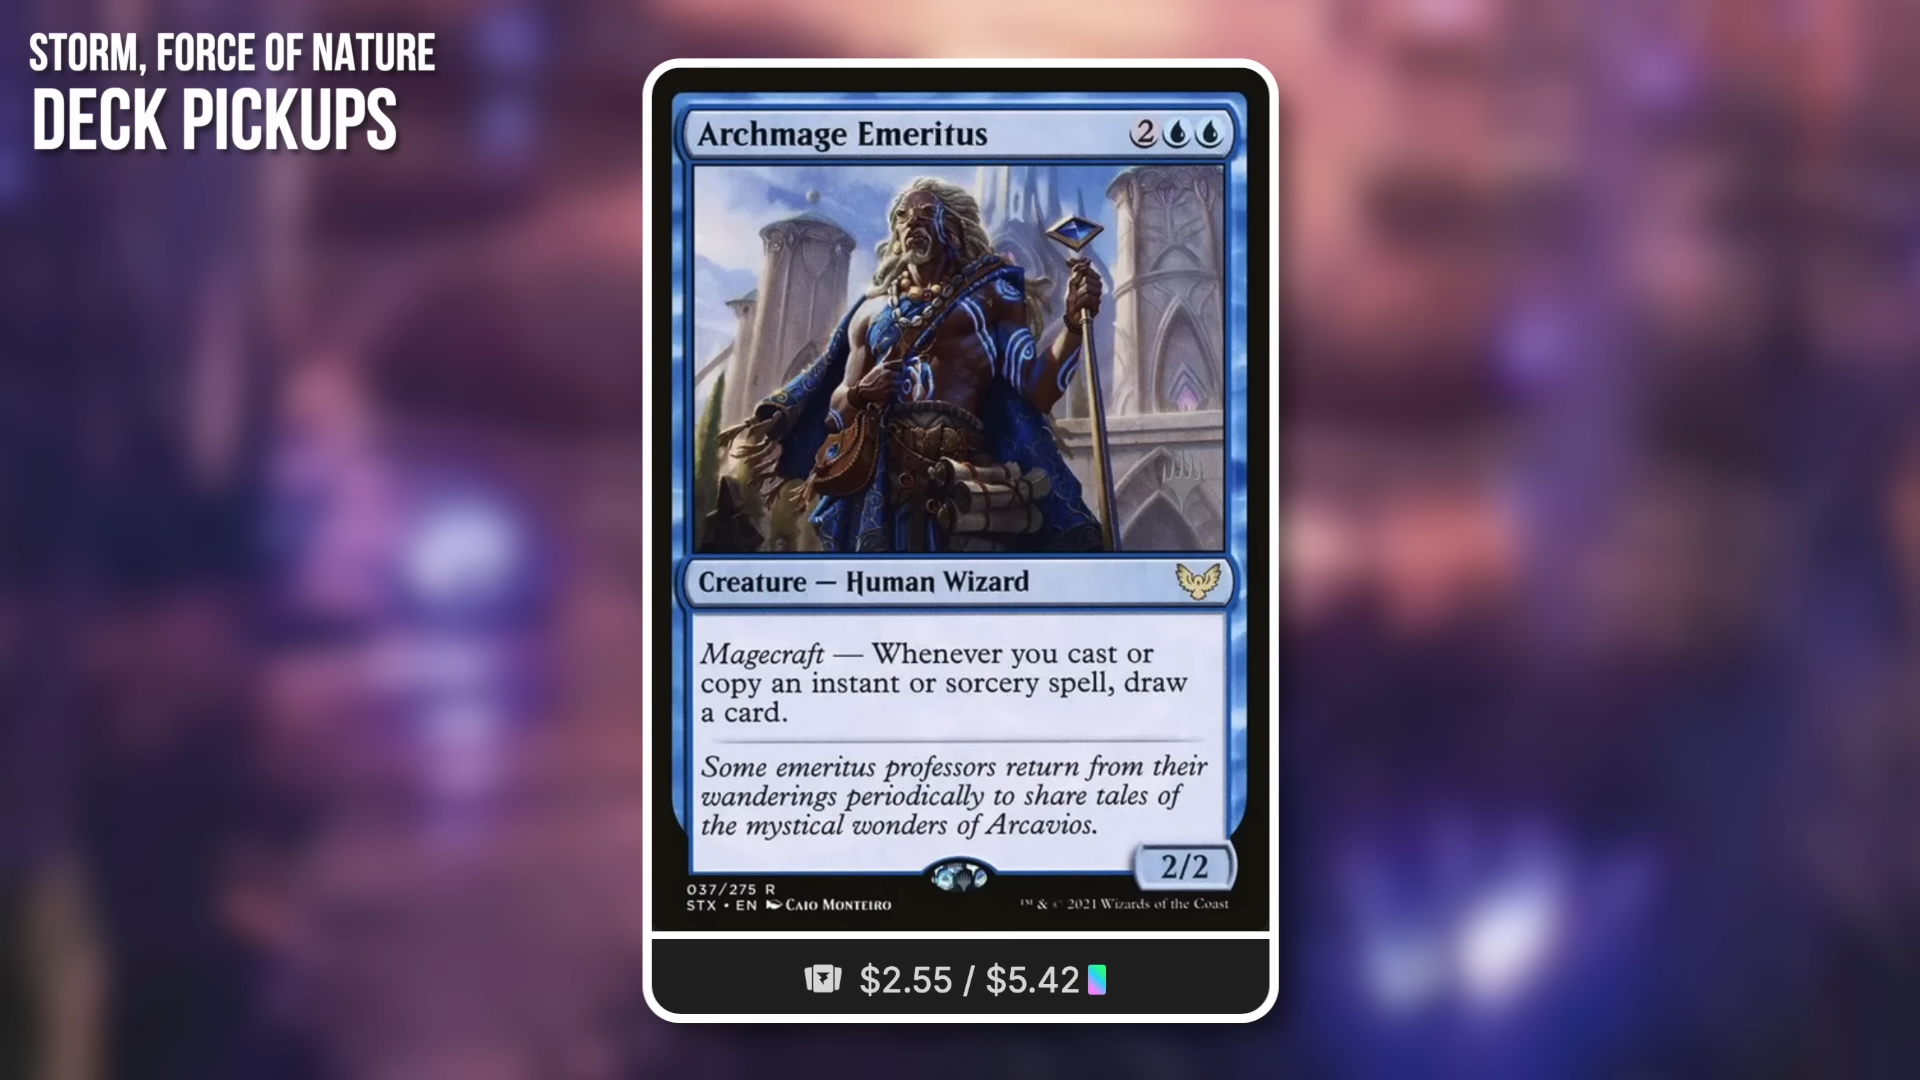 STORM, FORCE OF NATURE
DECK PICKUPS
Archmage Emeritus 2
Creature — Human Wizard
Magecraft — Whenever you cast or
copy an instant or sorcery spell, draw
a card.
Some emeritus professors return from their
wanderings periodically to share tales of
the mystical wonders of Arcavios.
2/2
037/275 R
STX • EN CAIO MONTEIRO
™ & © 2021 Wizards of the Coast
$2.55 / $5.42